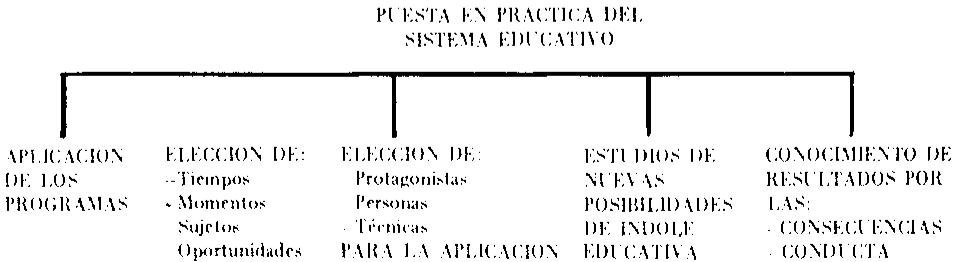 PUESTA EN PRACTICA DEL
SISTEMA EDUCATIVO
APLICACION
DE LOS
PROGRAMAS
ELECCION DE:
- Tiempos
- Momentos
Sujetos
Oportunidades
ELECCION DE:
Protagonistas
Personas
- Técnicas
PARA LA APLICACION
ESTUDIOS DE
NUEVAS
POSIBILIDADES
DE INDOLE
EDUCATIVA
CONOCIMIENTO DE
RESULTADOS POR
LAS:
- CONSECUENCIAS
- CONDUCTA